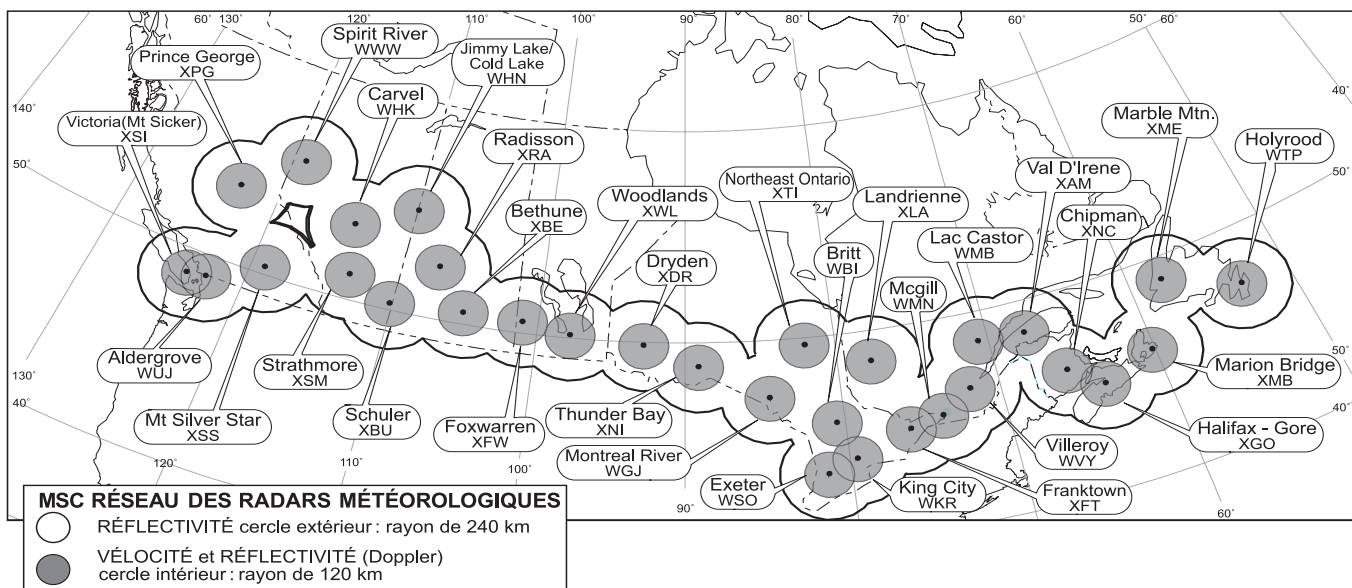 60˚
130˚
120˚
110˚
100˚
90˚
80˚
70˚
60˚
50˚
60˚
40˚
140˚
50˚
50˚
130˚
40˚
50˚
40˚
120˚
110˚
100˚
90˚
60˚
Prince George
XPG
Spirit River
WWW
Jimmy Lake/
Cold Lake
WHN
Carvel
WHK
Victoria(Mt Sicker)
XSI
Radisson
XRA
Bethune
XBE
Woodlands
XWL
Dryden
XDR
Northeast Ontario
XTI
Landrienne
XLA
Britt
WBI
Mcgill
WMN
Lac Castor
WMB
Val D'Irene
XAM
Chipman
XNC
Marble Mtn.
XME
Holyrood
WTP
Aldergrove
WUJ
Mt Silver Star
XSS
Strathmore
XSM
Schuler
XBU
Foxwarren
XFW
Thunder Bay
XNI
Montreal River
WGJ
Exeter
WSO
King City
WKR
Franktown
XFT
Villeroy
WVY
Halifax - Gore
XGO
Marion Bridge
XMB
MSC RÉSEAU DES RADARS MÉTÉOROLOGIQUES
RÉFLECTIVITÉ cercle extérieur : rayon de 240 km
VÉLOCITÉ et RÉFLECTIVITÉ (Doppler)
cercle intérieur : rayon de 120 km